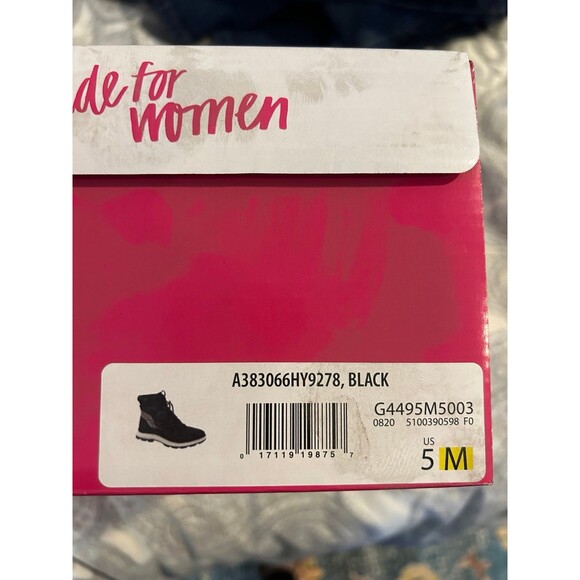 de for
women
A383066HY9278, BLACK
G4495M5003
0820 5100390598 F0
0 17119 19875 7
US
5 M